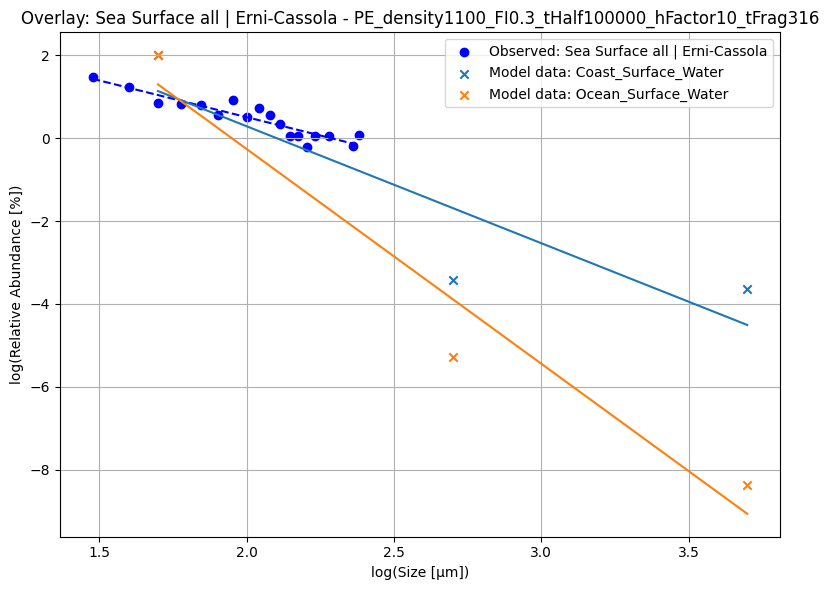 Overlay: Sea Surface all | Erni-Cassola - PE_density1100_FI0.3_tHalf100000_hFactor10_tFrag316
Observed: Sea Surface all | Erni-Cassola
Model data: Coast_Surface_Water
Model data: Ocean_Surface_Water
log(Relative Abundance [%])
2
0
−2
−4
−6
−8
1.5
2.0
2.5
3.0
3.5
log(Size [μm])